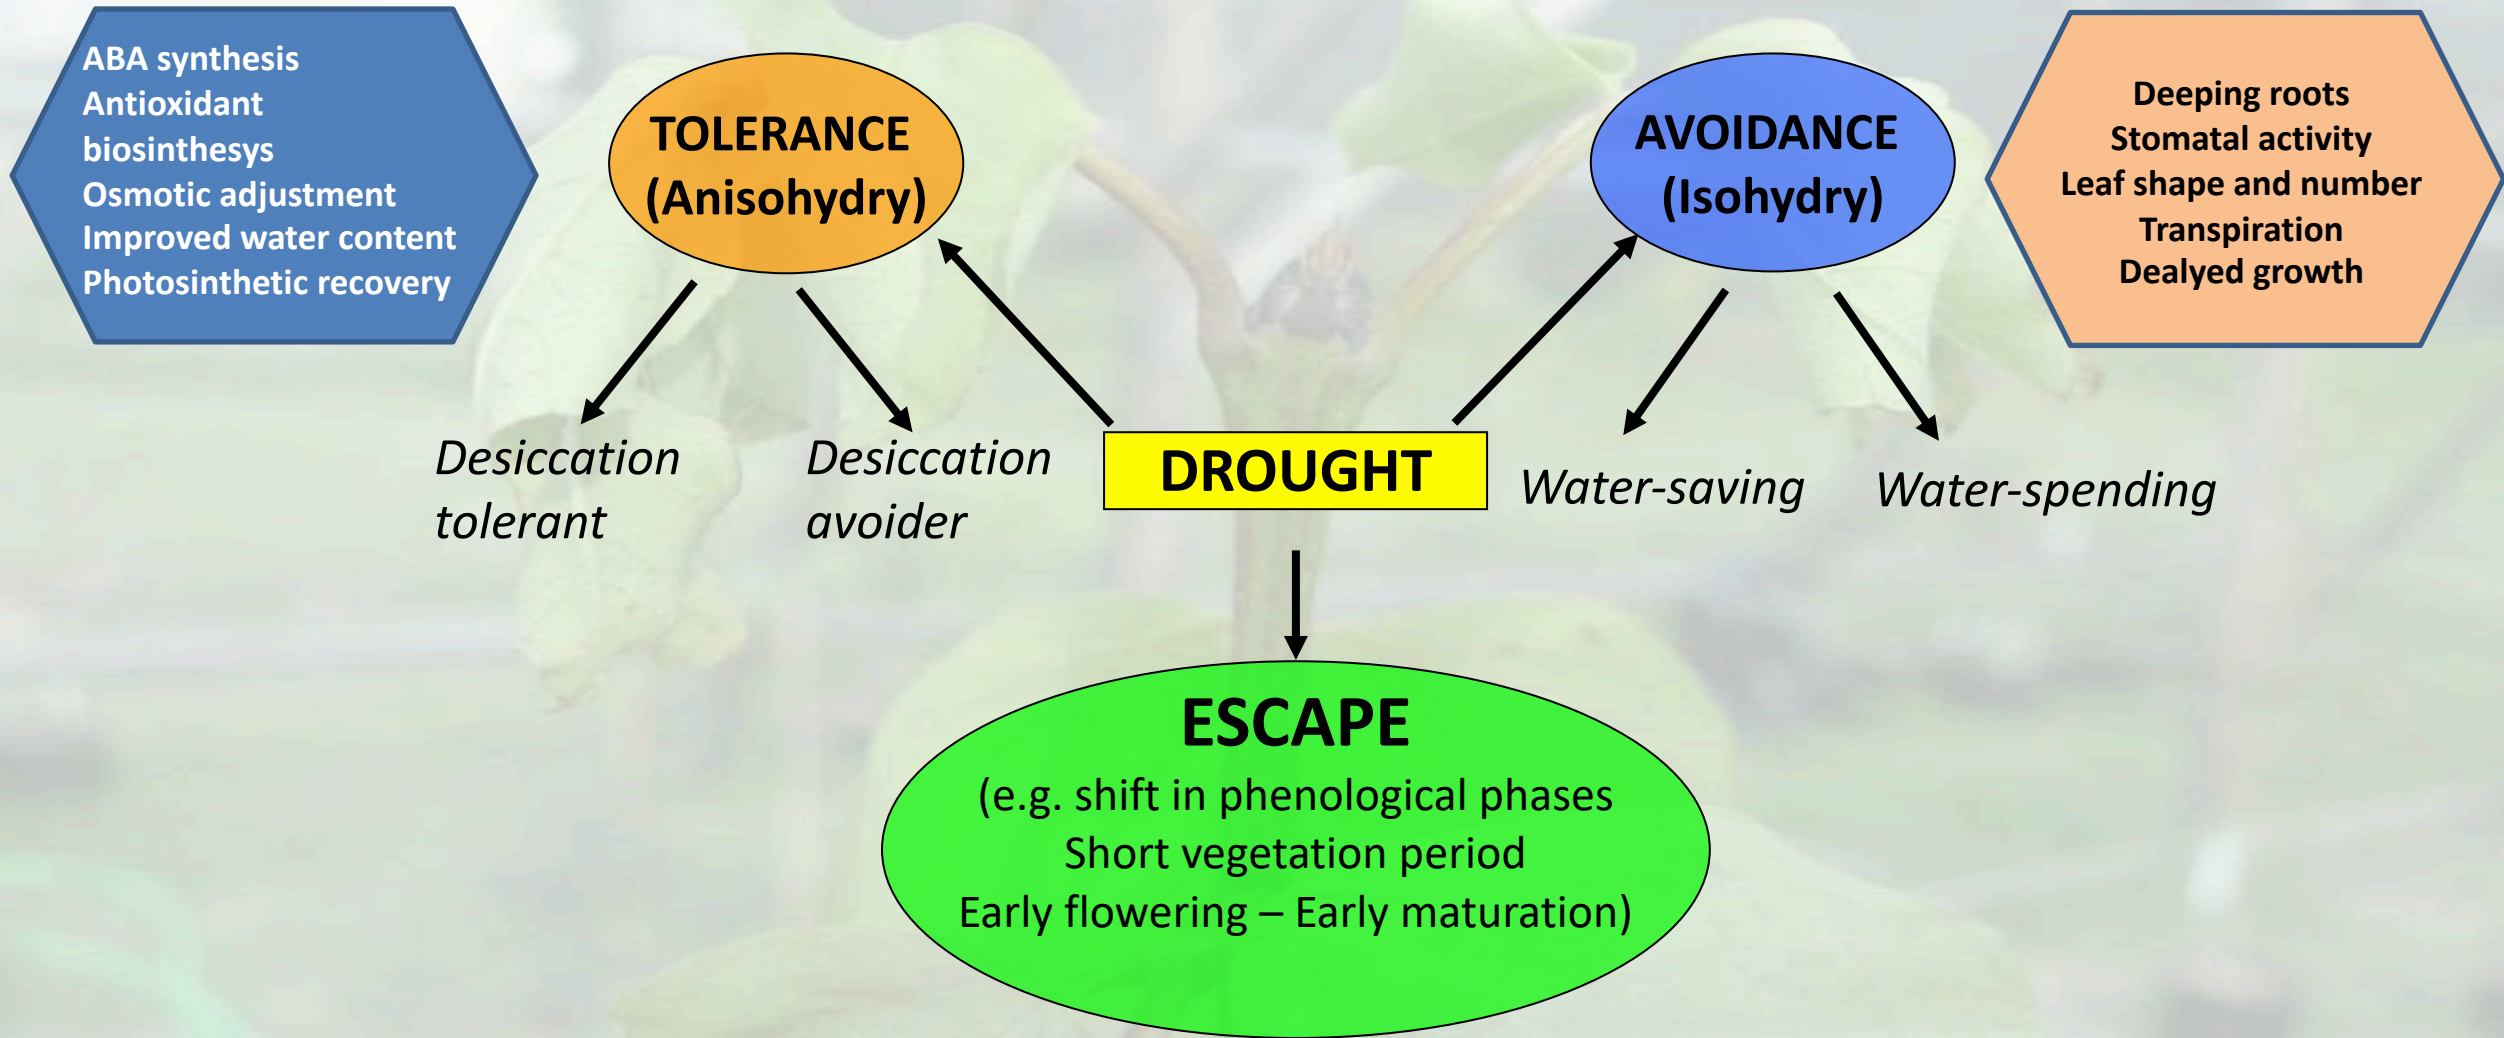 ABA synthesis
Antioxidant
biosinthesys
Osmotic adjustment
Improved water content
Photosinthetic recovery
TOLERANCE
(Anisohydry)
AVOIDANCE
(Isohydry)
Deeping roots
Stomatal activity
Leaf shape and number
Transpiration
Dealyed growth
Desiccation
tolerant
Desiccation
avoider
DROUGHT
Water-saving
Water-spending
ESCAPE
(e.g. shift in phenological phases
Short vegetation period
Early flowering – Early maturation)